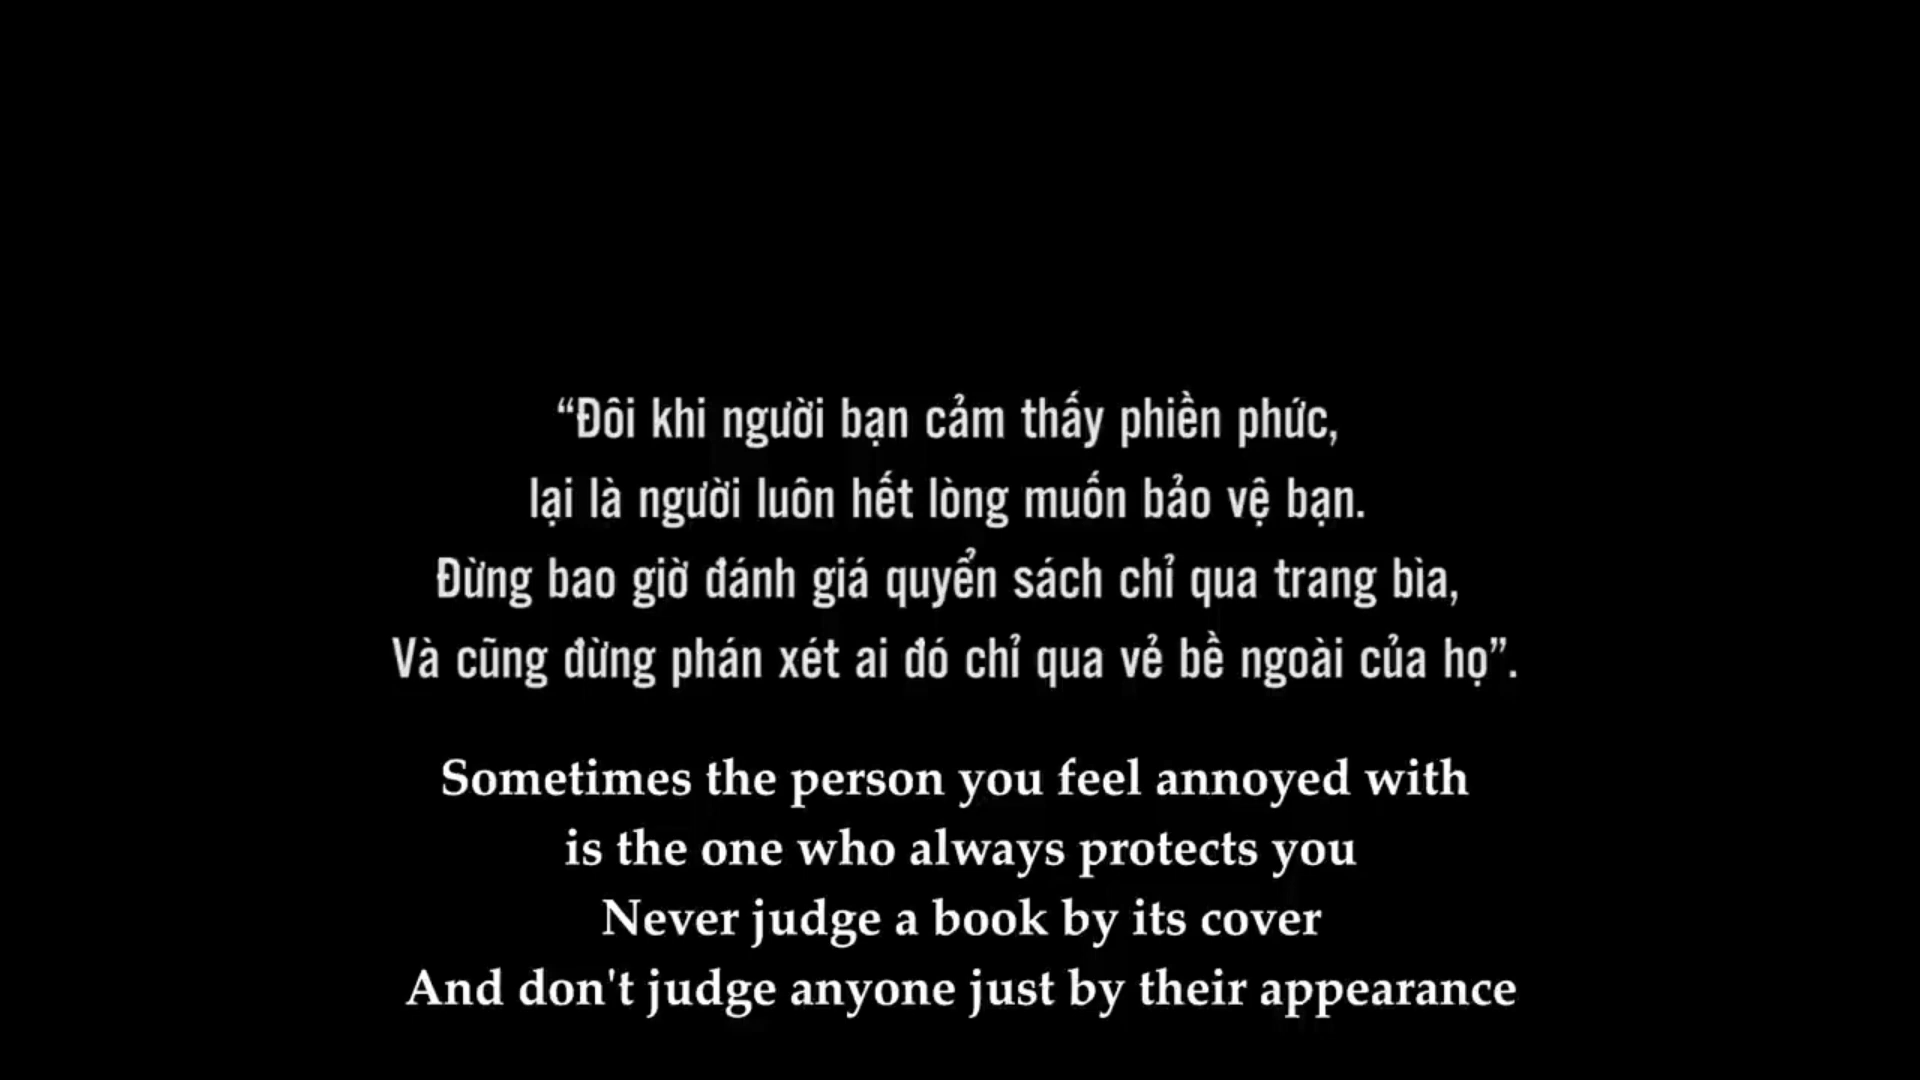 “Đôi khi người bạn cảm thấy phiền phức,
lại là người luôn hết lòng muốn bảo vệ bạn.
Đừng bao giờ đánh giá quyển sách chỉ qua trang bìa,
Và cũng đừng phán xét ai đó chỉ qua vẻ bề ngoài của họ”.
Sometimes the person you feel annoyed with
is the one who always protects you
Never judge a book by its cover
And don't judge anyone just by their appearance